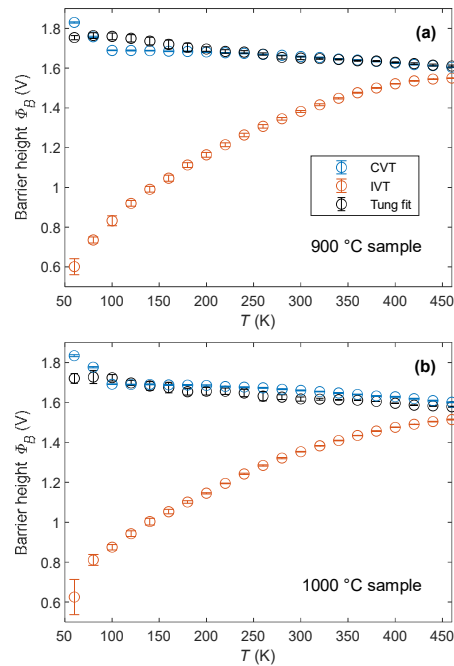 (a)
1.8
1.6
1.4
1.2
1
0.8
0.6
Barrier height Φ_B (V)
CVT
IVT
Tung fit
900 °C sample
50 100 150 200 250 300 350 400 450
T (K)
(b)
1.8
1.6
1.4
1.2
1
0.8
0.6
Barrier height Φ_B (V)
1000 °C sample
50 100 150 200 250 300 350 400 450
T (K)